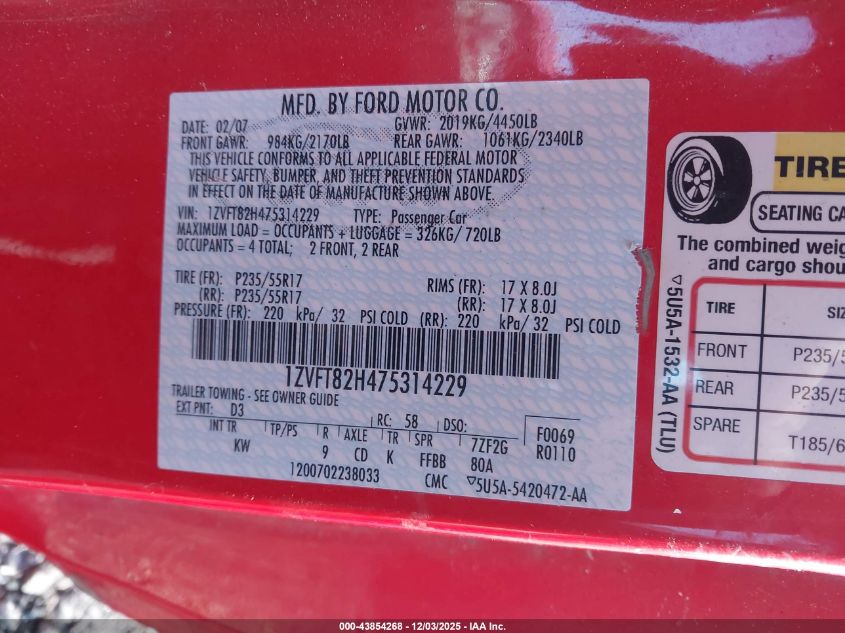 MFD. BY FORD MOTOR CO.
DATE: 02/07 GVWR: 2019KG/4450LB
FRONT GAWR: 984KG/2170LB REAR GAWR: 1061KG/2340LB
THIS VEHICLE CONFORMS TO ALL APPLICABLE FEDERAL MOTOR
VEHICLE SAFETY, BUMPER, AND THEFT PREVENTION STANDARDS
IN EFFECT ON THE DATE OF MANUFACTURE SHOWN ABOVE.
VIN: 1ZVFT82H475314229 TYPE: Passenger Car
MAXIMUM LOAD = OCCUPANTS + LUGGAGE = 326KG/ 720LB
OCCUPANTS = 4 TOTAL; 2 FRONT, 2 REAR
TIRE (FR): P235/55R17 RIMS (FR): 17 X 8.0J
(RR): P235/55R17 (RR): 17 X 8.0J
PRESSURE (FR): 220 kPa/ 32 PSI COLD (RR): 220 kPa/ 32 PSI COLD
1ZVFT82H475314229
TRAILER TOWING - SEE OWNER GUIDE
EXT PNT: D3 RC: 58 DSO: F0069
INT TR TP/PS R AXLE TR SPR 7ZF2G R0110
KW 9 CD K FFBB 80A
1200702238033 CMC ▽5U5A-5420472-AA
▽5U5A-1532-AA (TLU)
TIRE
SEATING CA
The combined weig
and cargo shou
TIRE SIZ
FRONT P235/5
REAR P235/5
SPARE T185/6
000-43854268 - 12/03/2025 - IAA Inc.